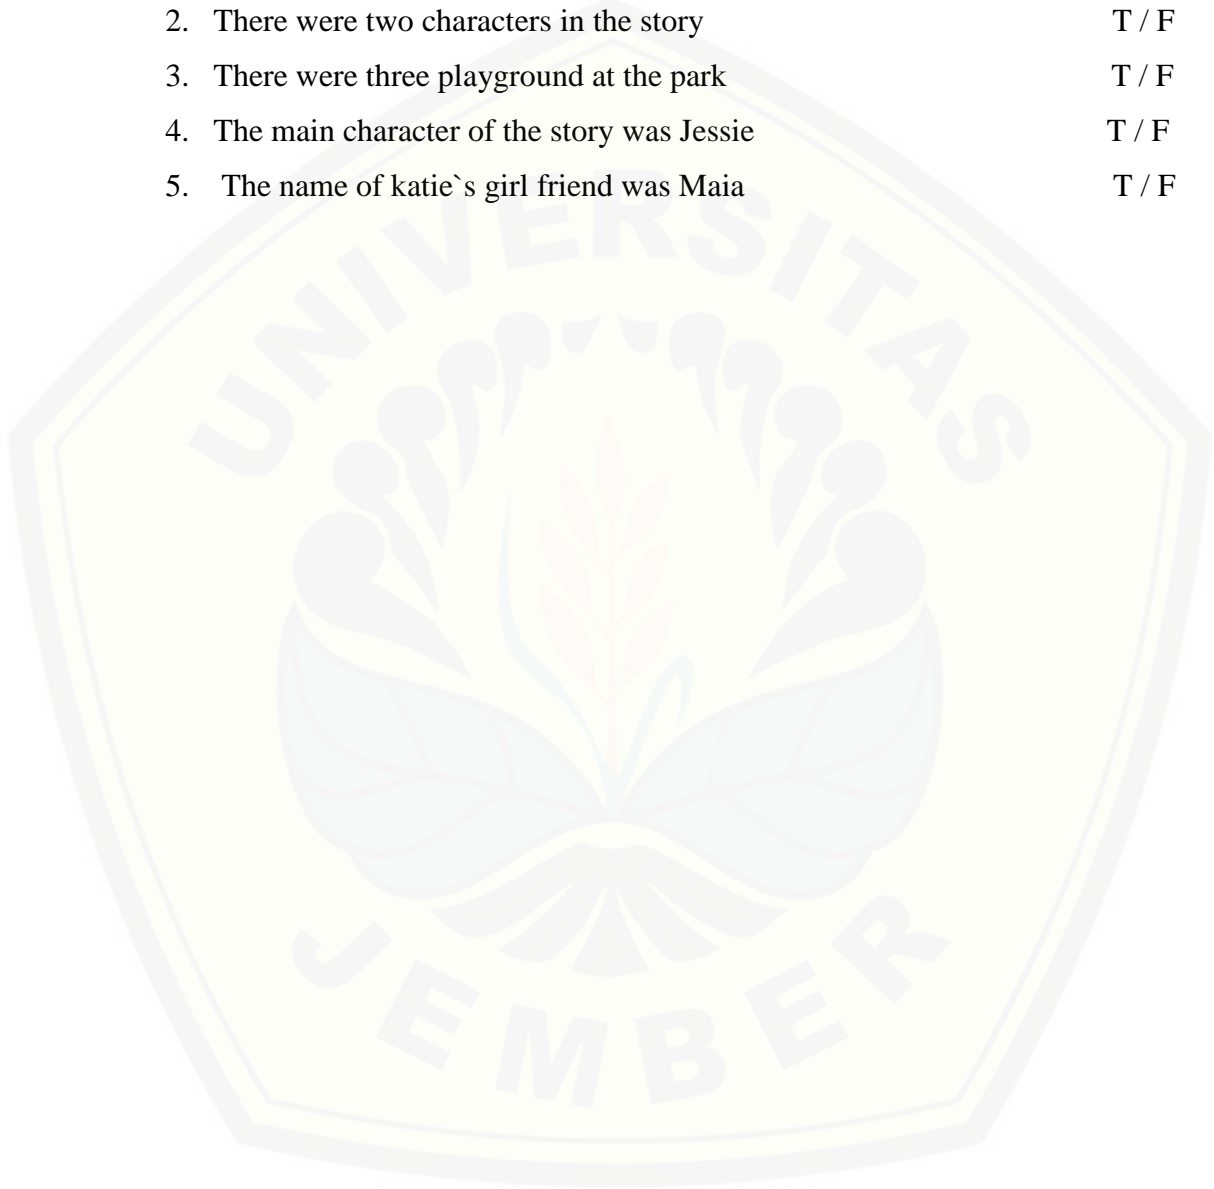 2. There were two characters in the story T / F
3. There were three playground at the park T / F
4. The main character of the story was Jessie T / F
5. The name of katie`s girl friend was Maia T / F
UNIVERSITAS
JEMBER